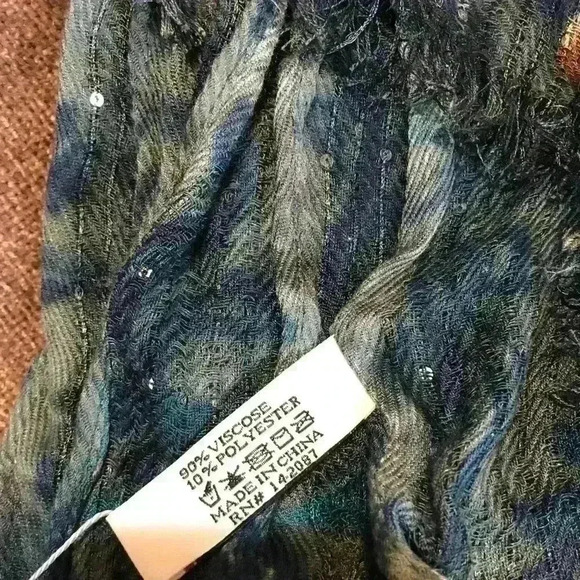 90% VISCOSE
10% POLYESTER
MADE IN CHINA
RN# 142087